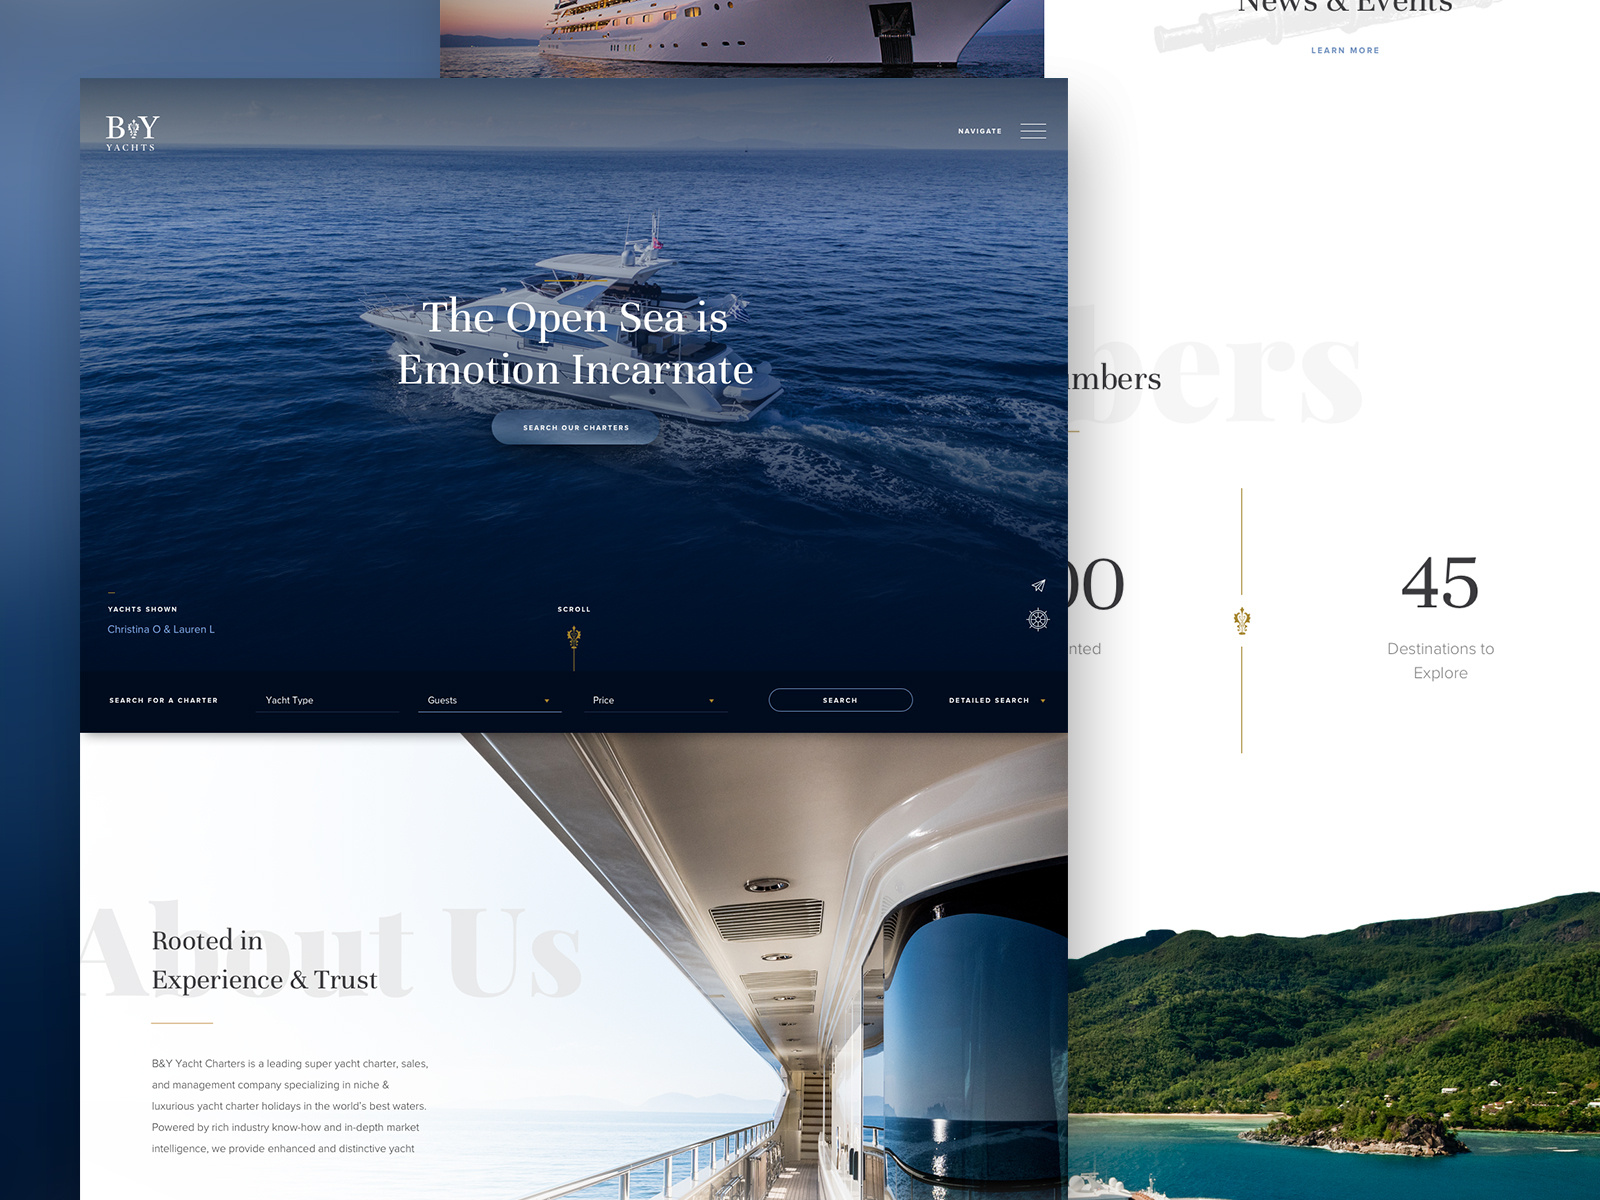 News & Events
LEARN MORE
B Y
YACHTS
NAVIGATE
The Open Sea is
Emotion Incarnate
SEARCH OUR CHARTERS
YACHTS SHOWN
Christina O & Lauren L
SCROLL
SEARCH FOR A CHARTER
Yacht Type
Guests
Price
SEARCH
DETAILED SEARCH
About Us
Rooted in
Experience & Trust
B&Y Yacht Charters is a leading super yacht charter, sales,
and management company specializing in niche &
luxurious yacht charter holidays in the world's best waters.
Powered by rich industry know-how and in-depth market
intelligence, we provide enhanced and distinctive yacht
bers
mbers
00
nted
45
Destinations to
Explore